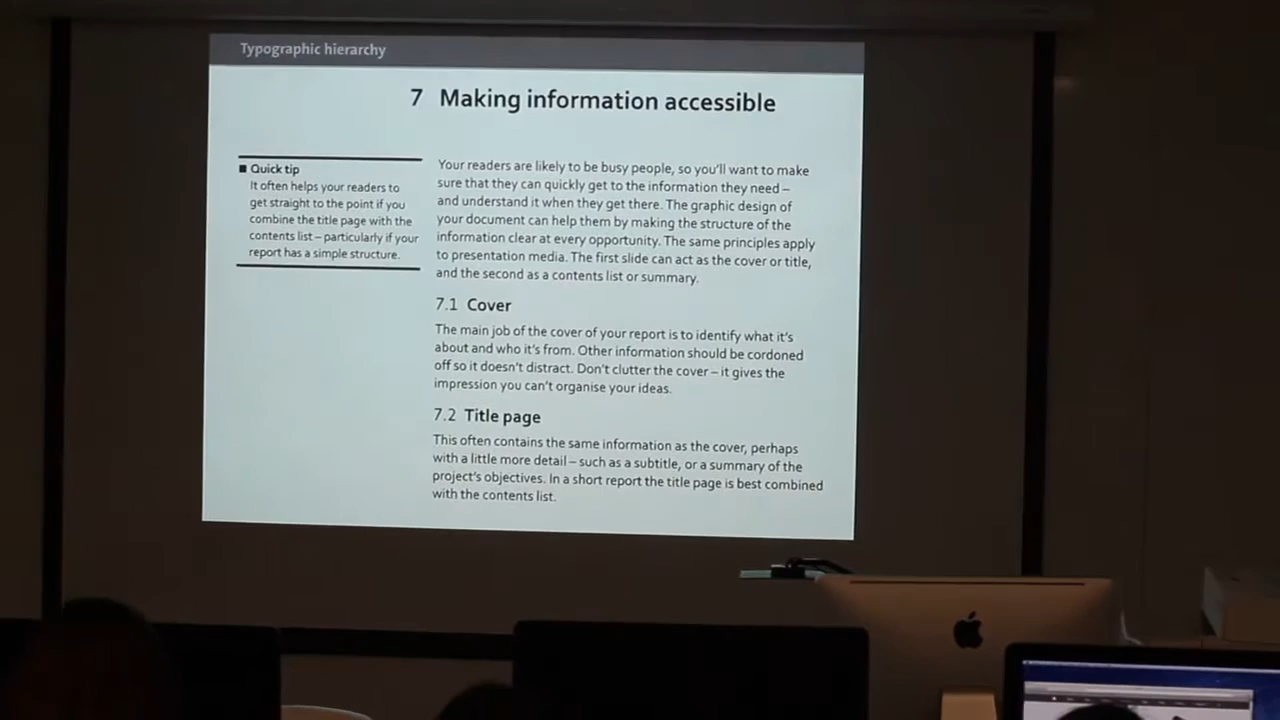 Typographic hierarchy
7 Making information accessible
■ Quick tip
It often helps your readers to
get straight to the point if you
combine the title page with the
contents list – particularly if your
report has a simple structure.
Your readers are likely to be busy people, so you'll want to make
sure that they can quickly get to the information they need –
and understand it when they get there. The graphic design of
your document can help them by making the structure of the
information clear at every opportunity. The same principles apply
to presentation media. The first slide can act as the cover or title,
and the second as a contents list or summary.
7.1 Cover
The main job of the cover of your report is to identify what it's
about and who it's from. Other information should be cordoned
off so it doesn't distract. Don't clutter the cover – it gives the
impression you can't organise your ideas.
7.2 Title page
This often contains the same information as the cover, perhaps
with a little more detail – such as a subtitle, or a summary of the
project's objectives. In a short report the title page is best combined
with the contents list.